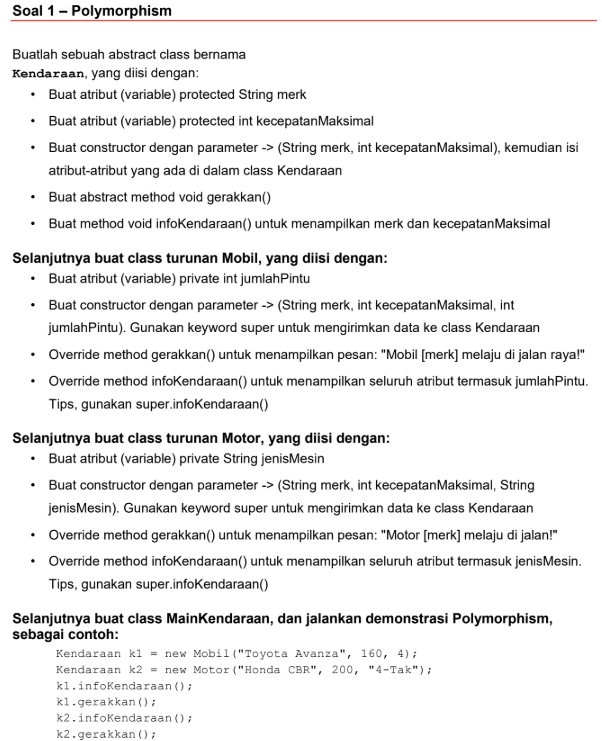 Soal 1 – Polymorphism
Buatlah sebuah abstract class bernama
Kendaraan, yang diisi dengan:
• Buat atribut (variable) protected String merk
• Buat atribut (variable) protected int kecepatanMaksimal
• Buat constructor dengan parameter -> (String merk, int kecepatanMaksimal), kemudian isi
atribut-atribut yang ada di dalam class Kendaraan
• Buat abstract method void gerakkan()
• Buat method void infoKendaraan() untuk menampilkan merk dan kecepatanMaksimal
Selanjutnya buat class turunan Mobil, yang diisi dengan:
• Buat atribut (variable) private int jumlahPintu
• Buat constructor dengan parameter -> (String merk, int kecepatanMaksimal, int
jumlahPintu). Gunakan keyword super untuk mengirimkan data ke class Kendaraan
• Override method gerakkan() untuk menampilkan pesan: "Mobil [merk] melaju di jalan raya!"
• Override method infoKendaraan() untuk menampilkan seluruh atribut termasuk jumlahPintu.
Tips, gunakan super.infoKendaraan()
Selanjutnya buat class turunan Motor, yang diisi dengan:
• Buat atribut (variable) private String jenisMesin
• Buat constructor dengan parameter -> (String merk, int kecepatanMaksimal, String
jenisMesin). Gunakan keyword super untuk mengirimkan data ke class Kendaraan
• Override method gerakkan() untuk menampilkan pesan: "Motor [merk] melaju di jalan!"
• Override method infoKendaraan() untuk menampilkan seluruh atribut termasuk jenisMesin.
Tips, gunakan super.infoKendaraan()
Selanjutnya buat class MainKendaraan, dan jalankan demonstrasi Polymorphism,
sebagai contoh:
Kendaraan k1 = new Mobil("Toyota Avanza", 160, 4);
Kendaraan k2 = new Motor("Honda CBR", 200, "4-Tak");
k1.infoKendaraan();
k1.gerakkan();
k2.infoKendaraan();
k2.gerakkan();